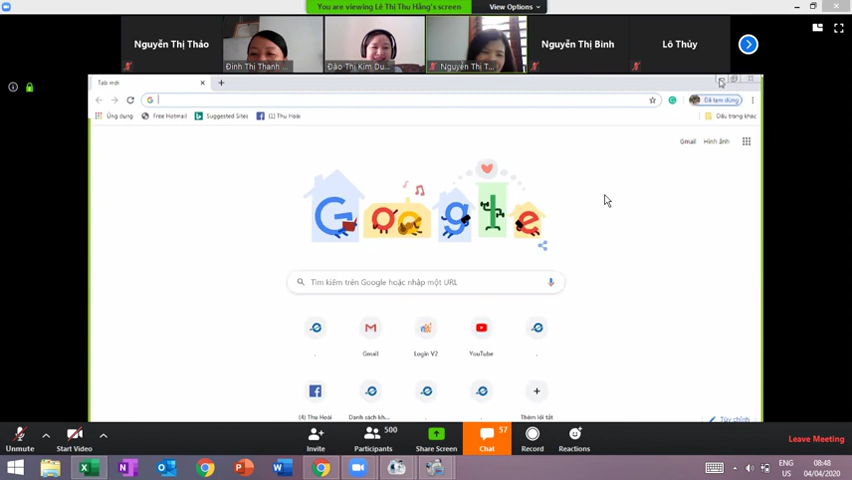 You are viewing Lê Thị Thu Hằng's screen
View Options
Nguyễn Thị Thảo
Đinh Thị Thanh ...
Đào Thị Kim Du...
Nguyễn Thị T...
Nguyễn Thị Bình
Lô Thủy
Tab mới
Đã tạm dừng
Ứng dụng
Free Hotmail
Suggested Sites
(1) Thu Hoài
Dấu trang khác
Gmail
Hình ảnh
Google
Tìm kiếm trên Google hoặc nhập một URL
Gmail
Login V2
YouTube
(4) Thu Hoài
Danh sách kh...
Thêm lối tắt
Tùy chỉnh
Unmute
Start Video
Invite
500
Participants
Share Screen
57
Chat
Record
Reactions
Leave Meeting
ENG
US
08:48
04/04/2020